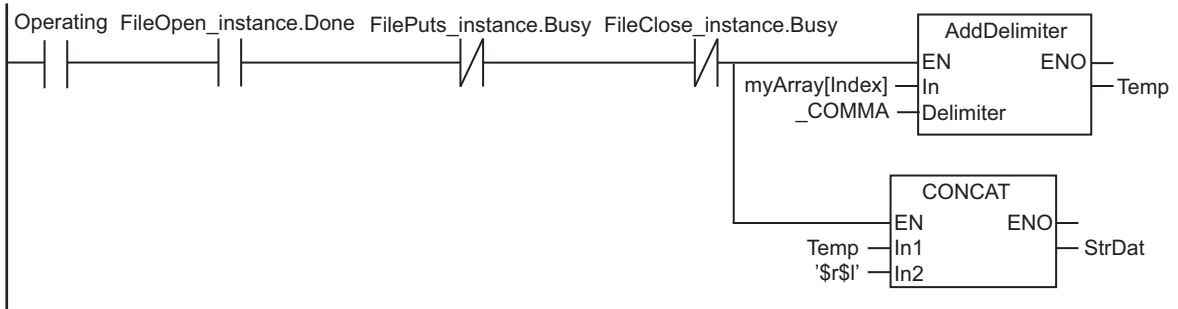 Operating FileOpen_instance.Done FilePuts_instance.Busy FileClose_instance.Busy
AddDelimiter
EN ENO
myArray[Index] In Temp
_COMMA Delimiter
CONCAT
EN ENO
Temp In1 StrDat
'$r$l' In2